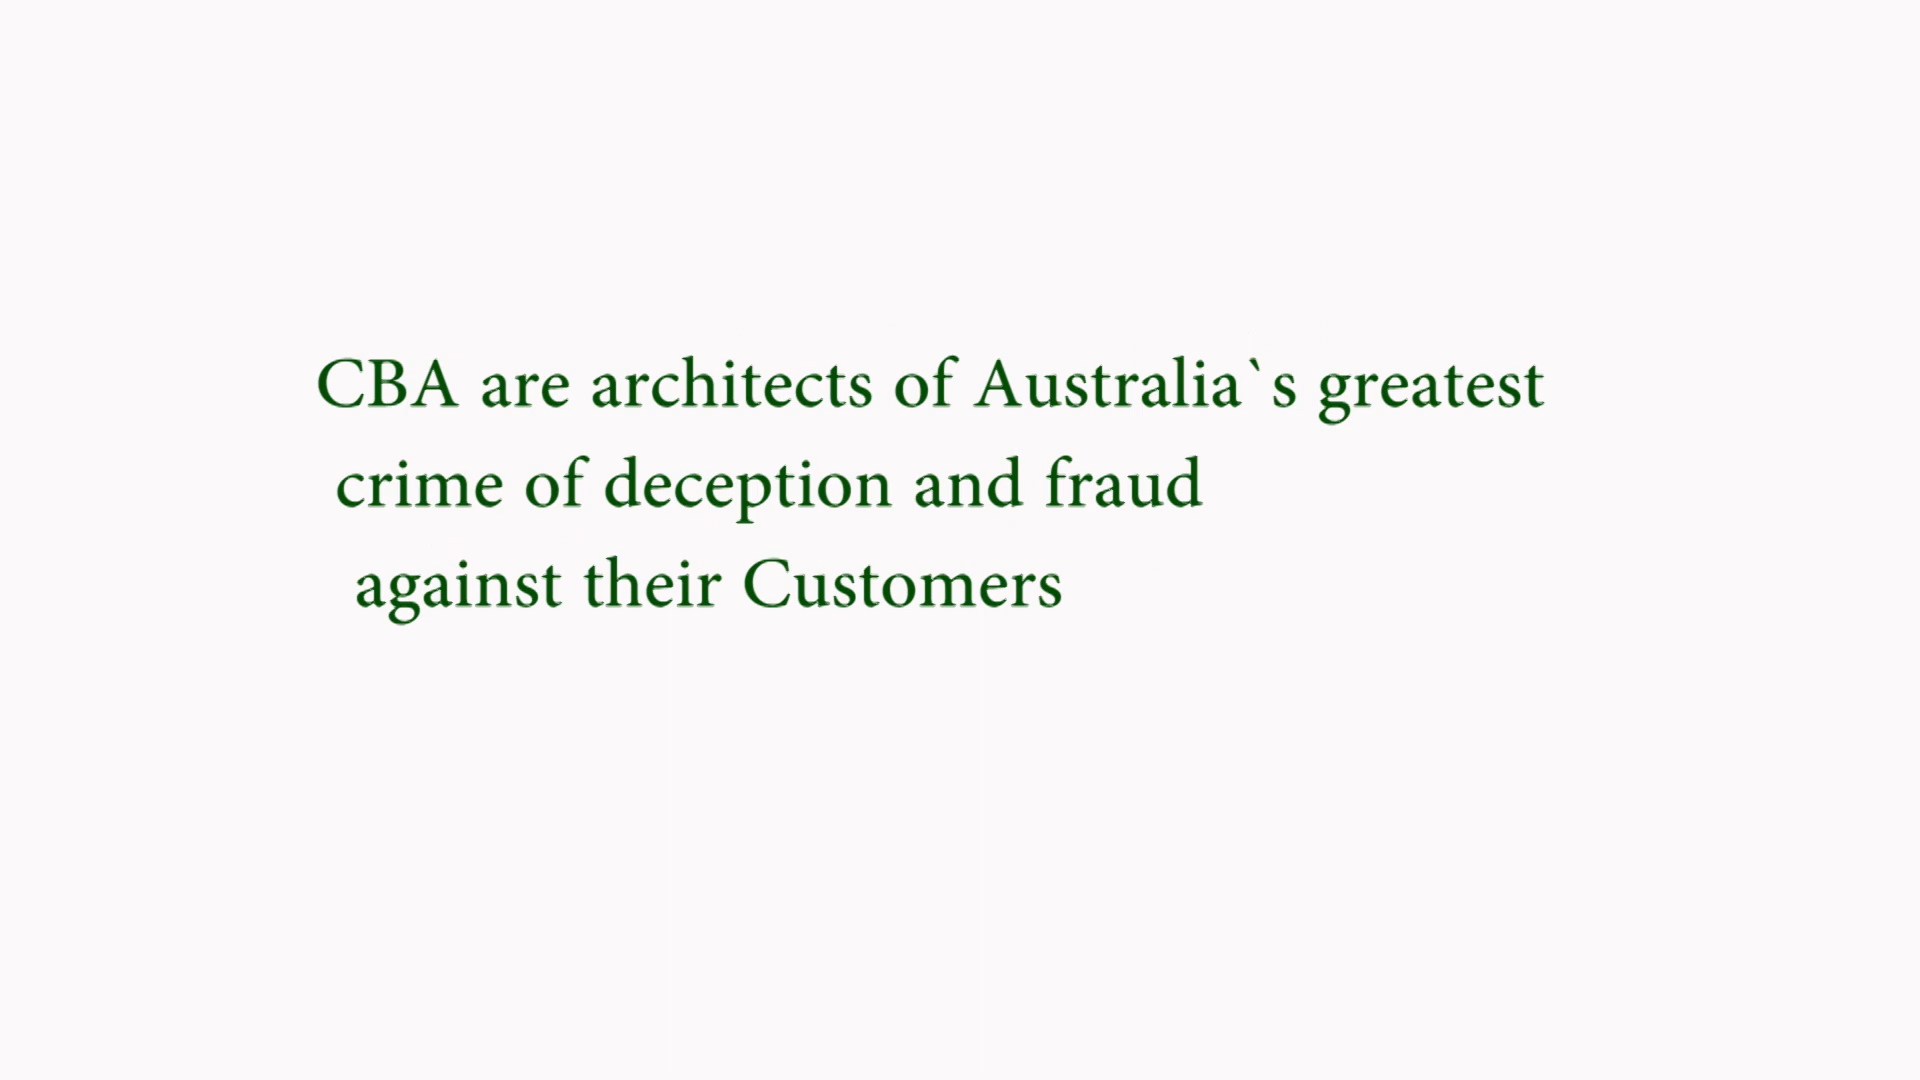 CBA are architects of Australia`s greatest
crime of deception and fraud
against their Customers